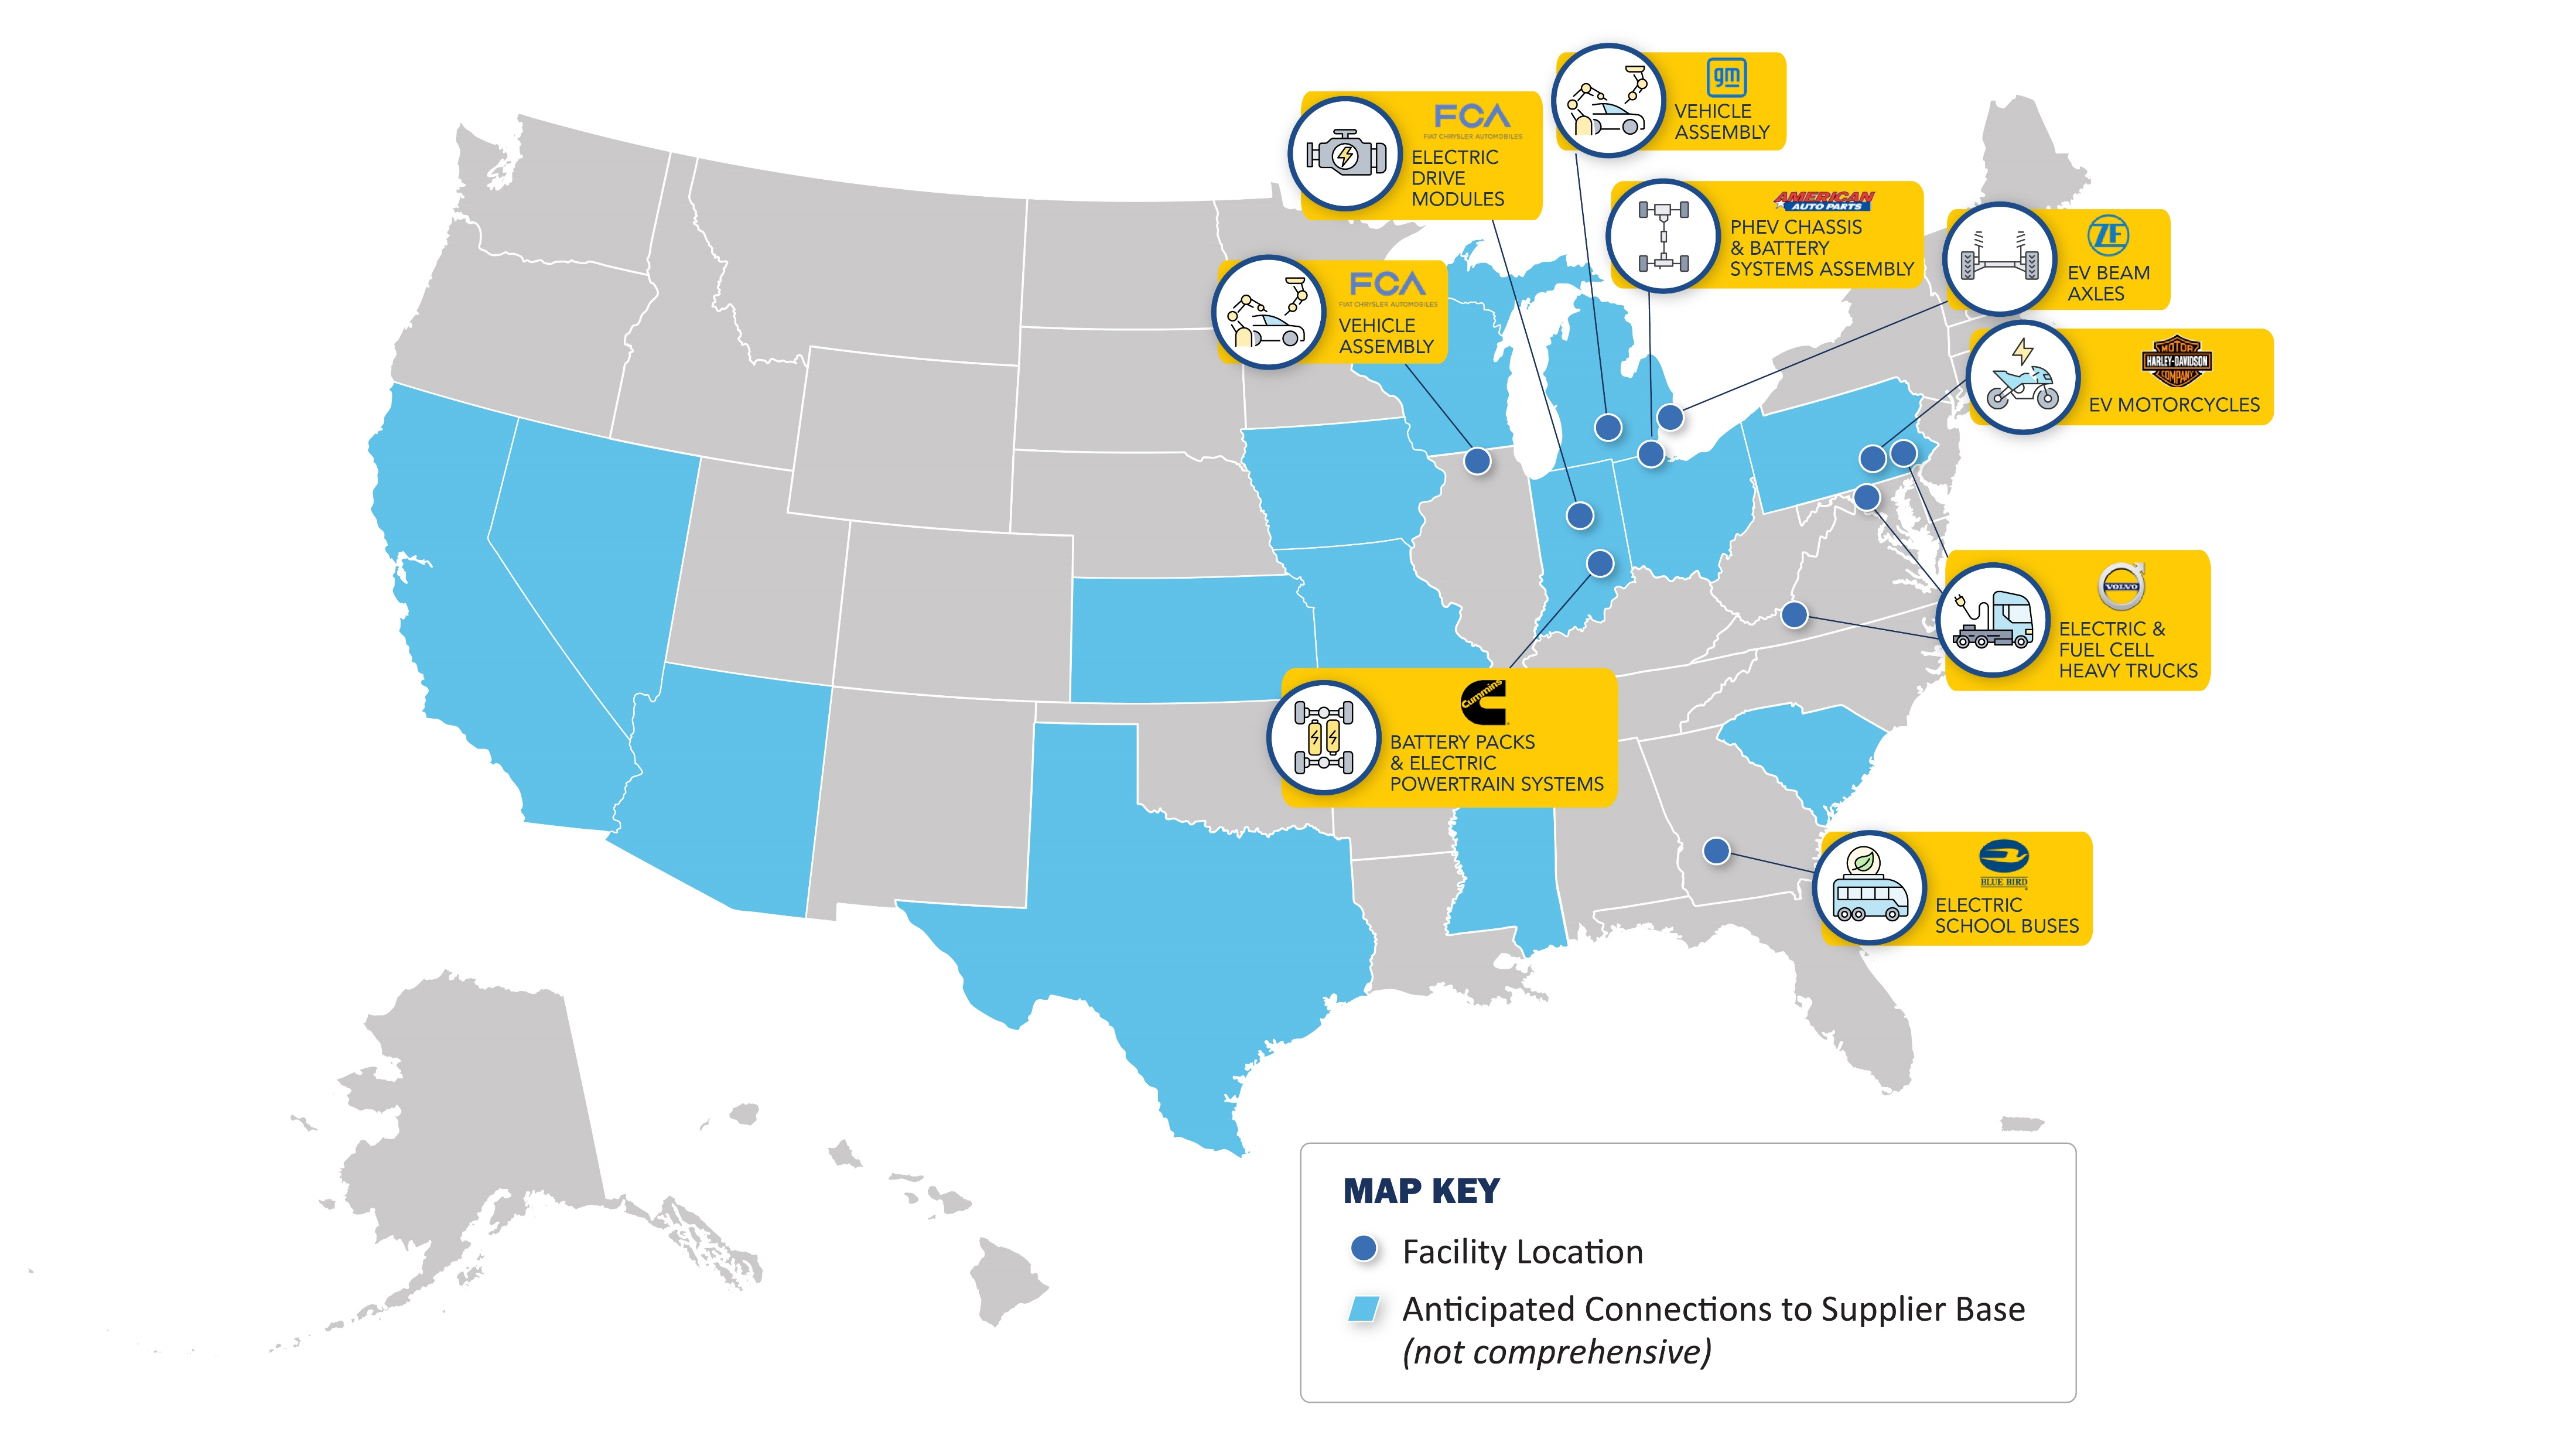 gm
VEHICLE
ASSEMBLY
FCA
FIAT CHRYSLER AUTOMOBILES
ELECTRIC
DRIVE
MODULES
AMERICAN
AUTO PARTS
PHEV CHASSIS
& BATTERY
SYSTEMS ASSEMBLY
ZF
EV BEAM
AXLES
FCA
FIAT CHRYSLER AUTOMOBILES
VEHICLE
ASSEMBLY
MOTOR
HARLEY-DAVIDSON
COMPANY
EV MOTORCYCLES
VOLVO
ELECTRIC &
FUEL CELL
HEAVY TRUCKS
Cummins
BATTERY PACKS
& ELECTRIC
POWERTRAIN SYSTEMS
BLUE BIRD
ELECTRIC
SCHOOL BUSES
MAP KEY
Facility Location
Anticipated Connections to Supplier Base
(not comprehensive)